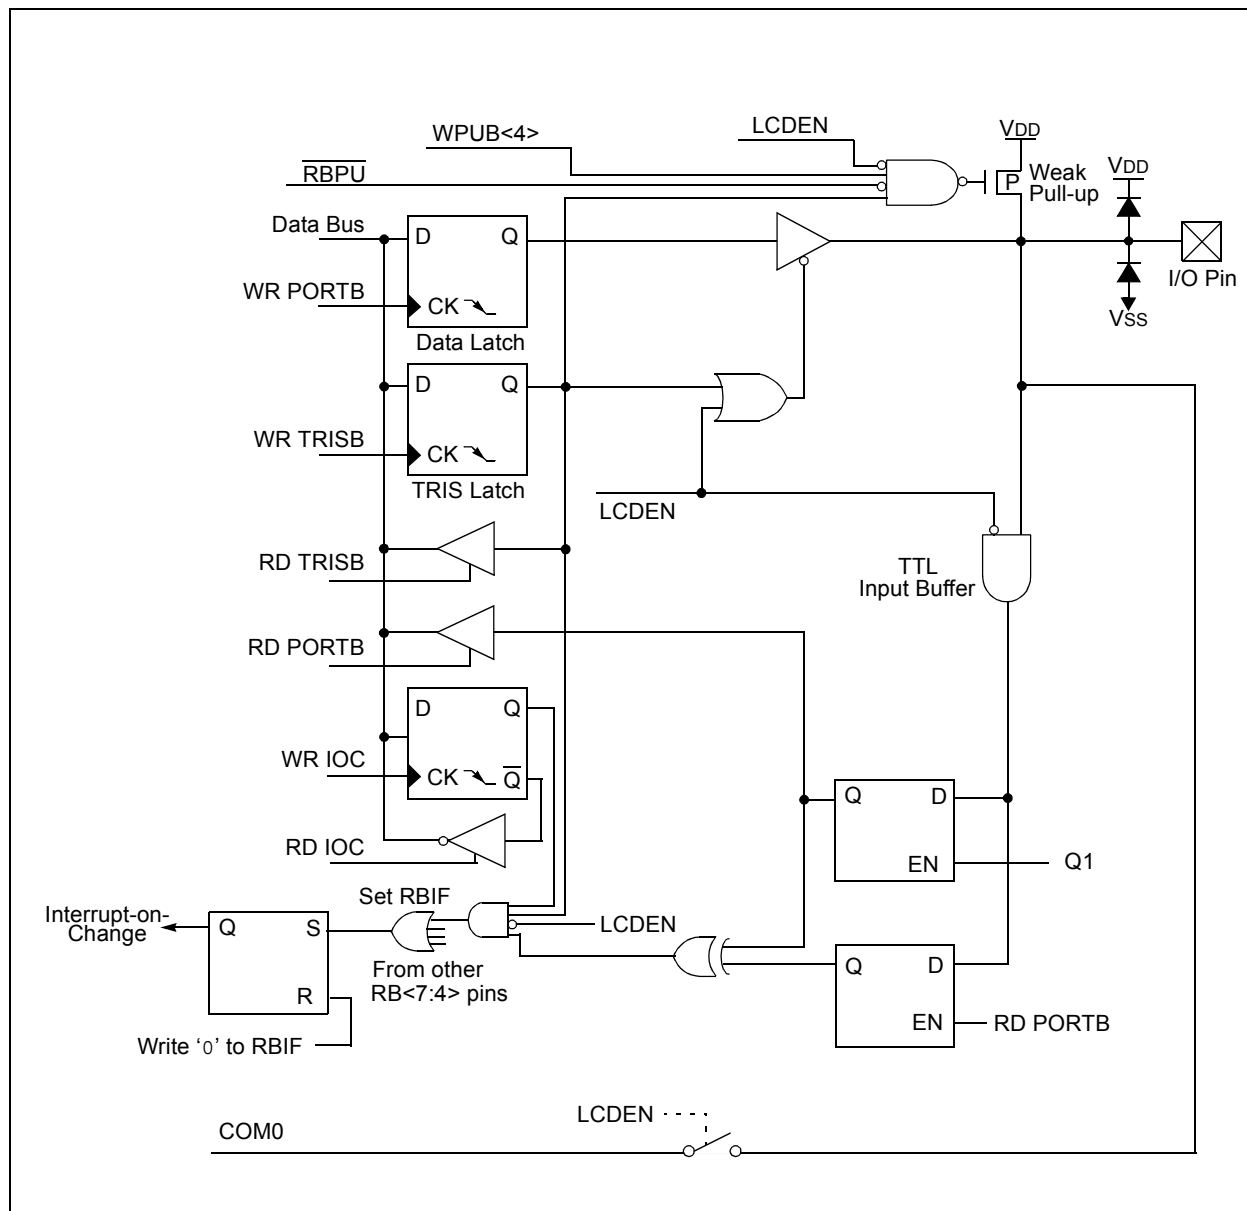 LCDEN
WPUB<4>
VDD
RBPU
P
Weak
Pull-up
VDD
Data Bus
D
Q
I/O Pin
WR PORTB
CK
VSS
Data Latch
D
Q
WR TRISB
CK
TRIS Latch
LCDEN
RD TRISB
TTL
Input Buffer
RD PORTB
D
Q
WR IOC
CK
Q
Q
D
RD IOC
EN
Q1
Set RBIF
Interrupt-on-
Change
Q
S
LCDEN
From other
RB<7:4> pins
Q
D
R
EN
RD PORTB
Write ‘0’ to RBIF
LCDEN
COM0